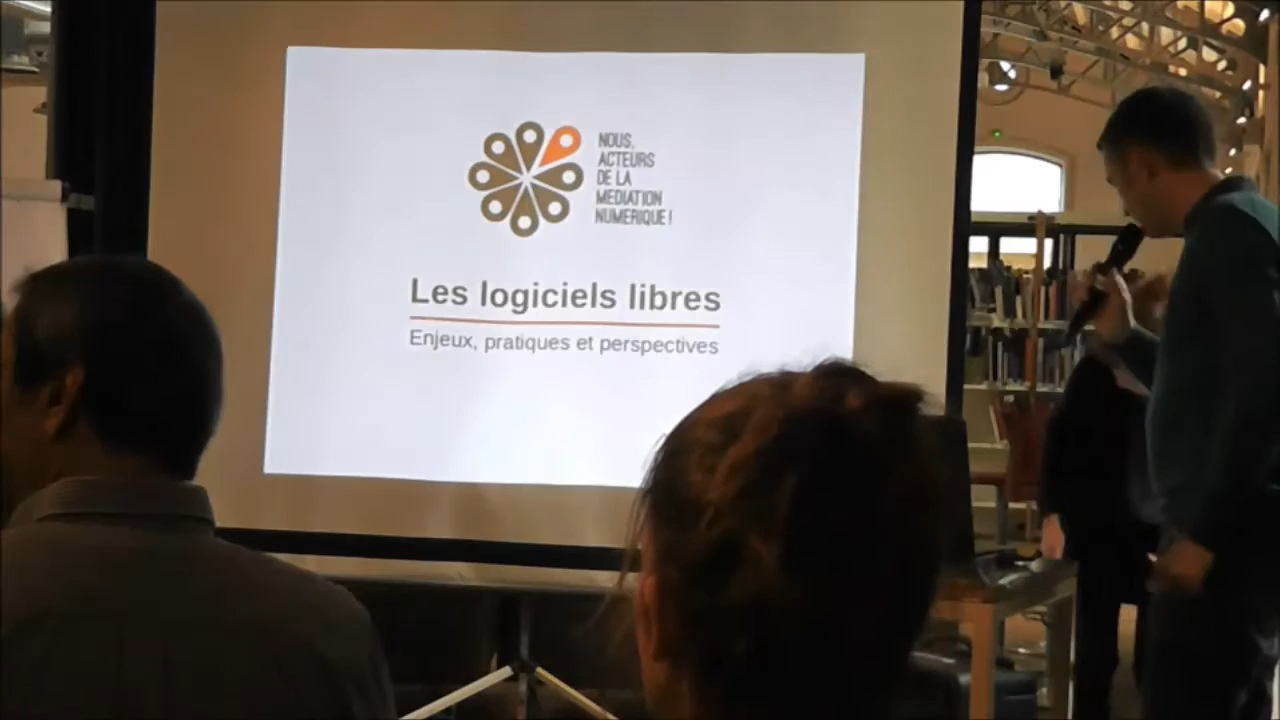 NOUS,
ACTEURS
DE LA
MEDIATION
NUMERIQUE !
Les logiciels libres
Enjeux, pratiques et perspectives